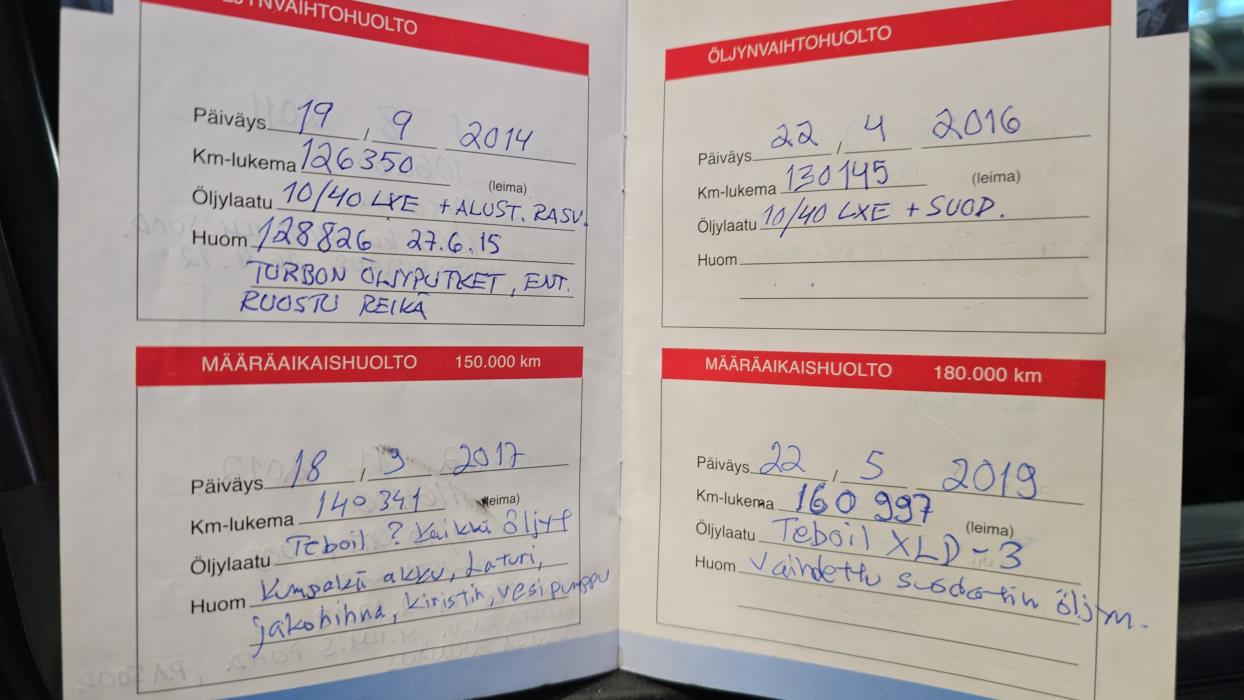 ÖLJYNVAIHTOHUOLTO
Päiväys 19 , 9 2014
Km-lukema 126350
(leima)
Öljylaatu 10/40 LXE + ALUST. RASV.
Huom 128826 27.6.15
TURBON ÖLJYPUTKET, ENT.
RUOSTU REIKÄ
MÄÄRÄAIKAISHUOLTO 150.000 km
Päiväys 18 , 9 2017
Km-lukema 140341
(leima)
Öljylaatu Teboil ? Kaikki öljyt
Huom akku, Laturi,
jakohihna, kiristin, vesipumppu
ÖLJYNVAIHTOHUOLTO
Päiväys 22 , 4 2016
Km-lukema 130145
(leima)
Öljylaatu 10/40 LXE + SUOD.
Huom
MÄÄRÄAIKAISHUOLTO 180.000 km
Päiväys 22 , 5 2019
Km-lukema 160 997
(leima)
Öljylaatu Teboil XLD-3
Huom Vaihdettu suodatin öljyn.